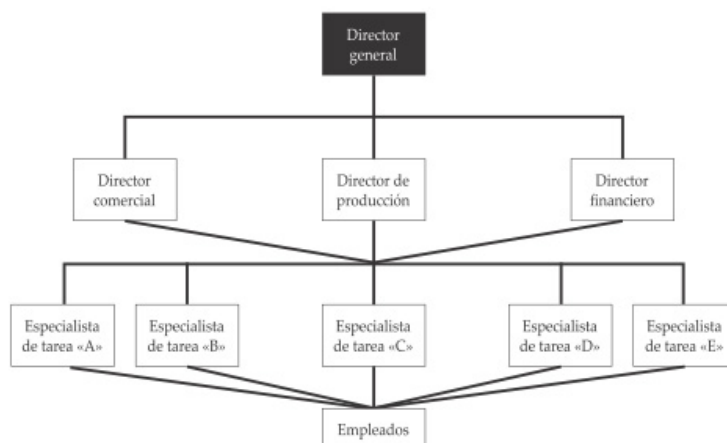 Director
general
Director
comercial
Director de
producción
Director
financiero
Especialista
de tarea «A»
Especialista
de tarea «B»
Especialista
de tarea «C»
Especialista
de tarea «D»
Especialista
de tarea «E»
Empleados